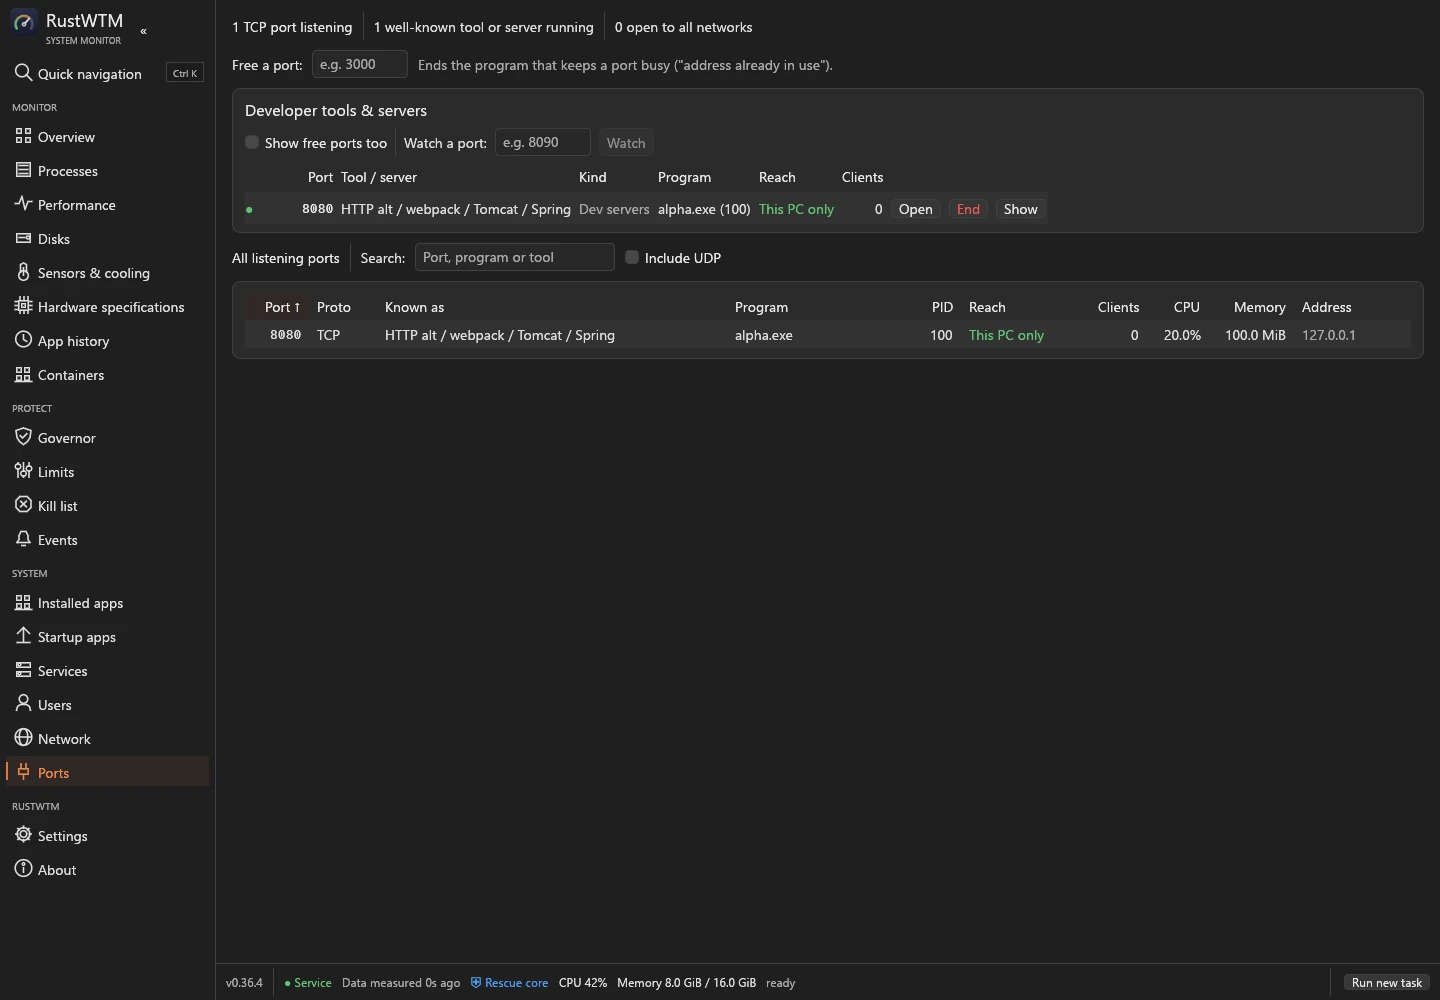 RustWTM
SYSTEM MONITOR
«
Quick navigation Ctrl K
MONITOR
Overview
Processes
Performance
Disks
Sensors & cooling
Hardware specifications
App history
Containers
PROTECT
Governor
Limits
Kill list
Events
SYSTEM
Installed apps
Startup apps
Services
Users
Network
Ports
RUSTWTM
Settings
About
1 TCP port listening 1 well-known tool or server running 0 open to all networks
Free a port: e.g. 3000 Ends the program that keeps a port busy ("address already in use").
Developer tools & servers
Show free ports too Watch a port: e.g. 8090 Watch
Port Tool / server Kind Program Reach Clients
8080 HTTP alt / webpack / Tomcat / Spring Dev servers alpha.exe (100) This PC only 0 Open End Show
All listening ports Search: Port, program or tool Include UDP
Port ↑ Proto Known as Program PID Reach Clients CPU Memory Address
8080 TCP HTTP alt / webpack / Tomcat / Spring alpha.exe 100 This PC only 0 20.0% 100.0 MiB 127.0.0.1
v0.36.4 ● Service Data measured 0s ago Rescue core CPU 42% Memory 8.0 GiB / 16.0 GiB ready Run new task